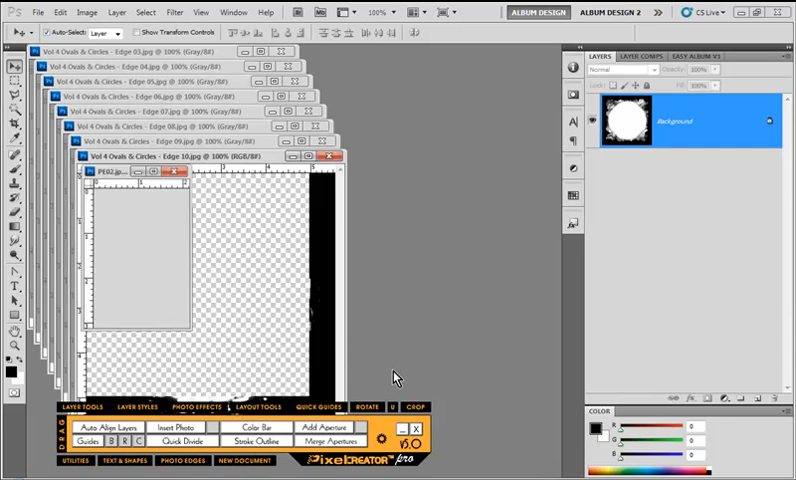 Ps File Edit Image Layer Select Filter Analysis View Window Help 100% ALBUM DESIGN ALBUM DESIGN 2 » CS Live
Auto-Select: Layer Show Transform Controls
Vol 4 Ovals & Circles - Edge 03.jpg @ 100% (Gray/8#)
Vol 4 Ovals & Circles - Edge 04.jpg @ 100% (Gray/8#)
Vol 4 Ovals & Circles - Edge 05.jpg @ 100% (Gray/8#)
Vol 4 Ovals & Circles - Edge 06.jpg @ 100% (Gray/8#)
Vol 4 Ovals & Circles - Edge 07.jpg @ 100% (Gray/8#)
Vol 4 Ovals & Circles - Edge 08.jpg @ 100% (Gray/8#)
Vol 4 Ovals & Circles - Edge 09.jpg @ 100% (Gray/8#)
Vol 4 Ovals & Circles - Edge 10.jpg @ 100% (RGB/8#)
PE02.jp...
LAYERS LAYER COMPS EASY ALBUM V1
Normal Opacity: 100%
Lock: Fill: 100%
Background
LAYER TOOLS LAYER STYLES PHOTO EFFECTS LAYOUT TOOLS QUICK GUIDES ROTATE U CROP
DRAG
Auto Align Layers Insert Photo Color Bar Add Aperture
Guides B R C Quick Divide Stroke Outline Merge Apertures
_ X
v5.0
UTILITIES TEXT & SHAPES PHOTO EDGES NEW DOCUMENT PixelCREATOR™ pro
COLOR
R 0
G 0
B 0